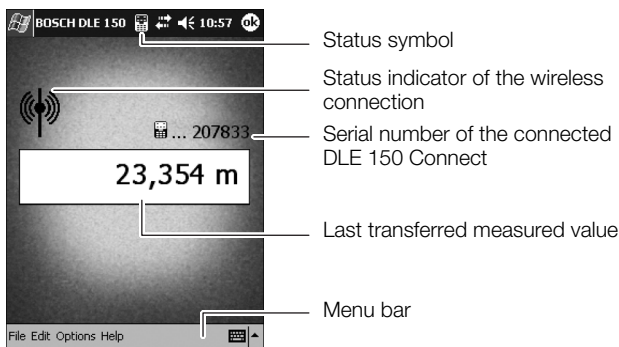 BOSCH DLE 150 10:57 ok
Status symbol
Status indicator of the wireless
connection
... 207833
Serial number of the connected
DLE 150 Connect
23,354 m
Last transferred measured value
Menu bar
File Edit Options Help